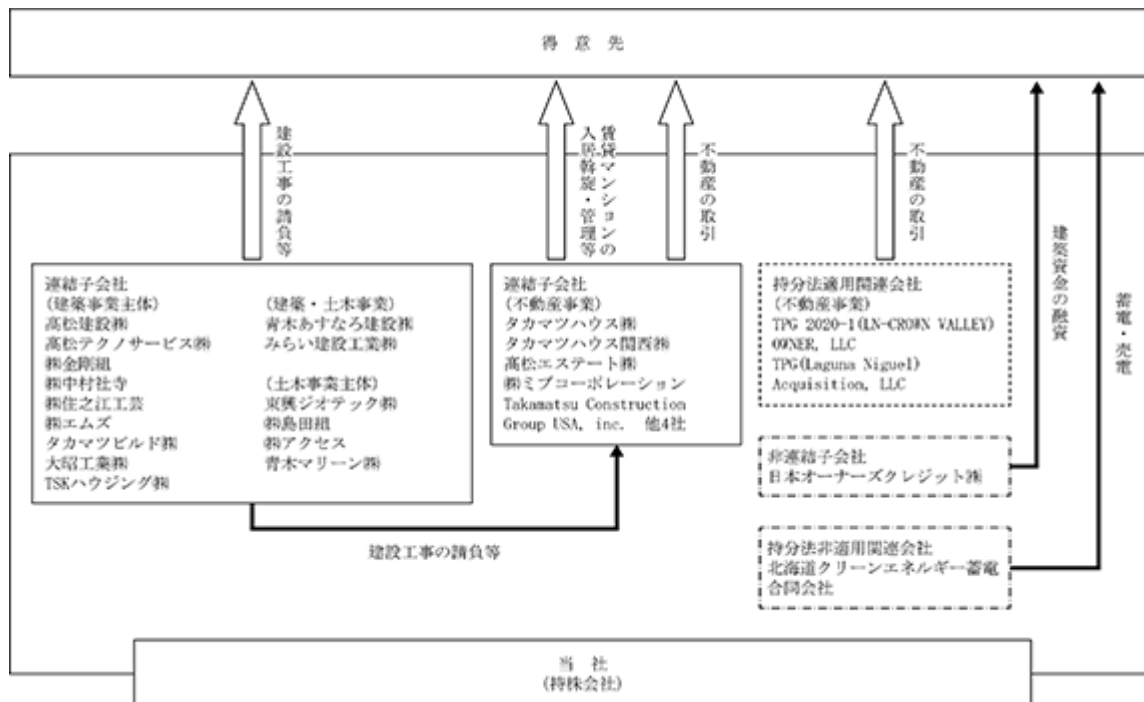 得意先
建設工事の請負等
賃貸マンションの
入居斡旋・管理等
不動産の取引
不動産の取引
建築資金の融資
蓄電・売電
連結子会社
(建築事業主体)
髙松建設㈱
髙松テクノサービス㈱
㈱金剛組
㈱中村社寺
㈱住之江工芸
㈱エムズ
タカマツビルド㈱
大昭工業㈱
TSKハウジング㈱
(建築・土木事業)
青木あすなろ建設㈱
みらい建設工業㈱
(土木事業主体)
東興ジオテック㈱
㈱島田組
㈱アクセス
青木マリーン㈱
連結子会社
(不動産事業)
タカマツハウス㈱
タカマツハウス関西㈱
髙松エステート㈱
㈱ミブコーポレーション
Takamatsu Construction
Group USA, inc. 他4社
持分法適用関連会社
(不動産事業)
TPG 2020-1(LN-CROWN VALLEY)
OWNER, LLC
TPG(Laguna Niguel)
Acquisition, LLC
非連結子会社
日本オーナーズクレジット㈱
持分法非適用関連会社
北海道クリーンエネルギー蓄電
合同会社
建設工事の請負等
当社
(持株会社)